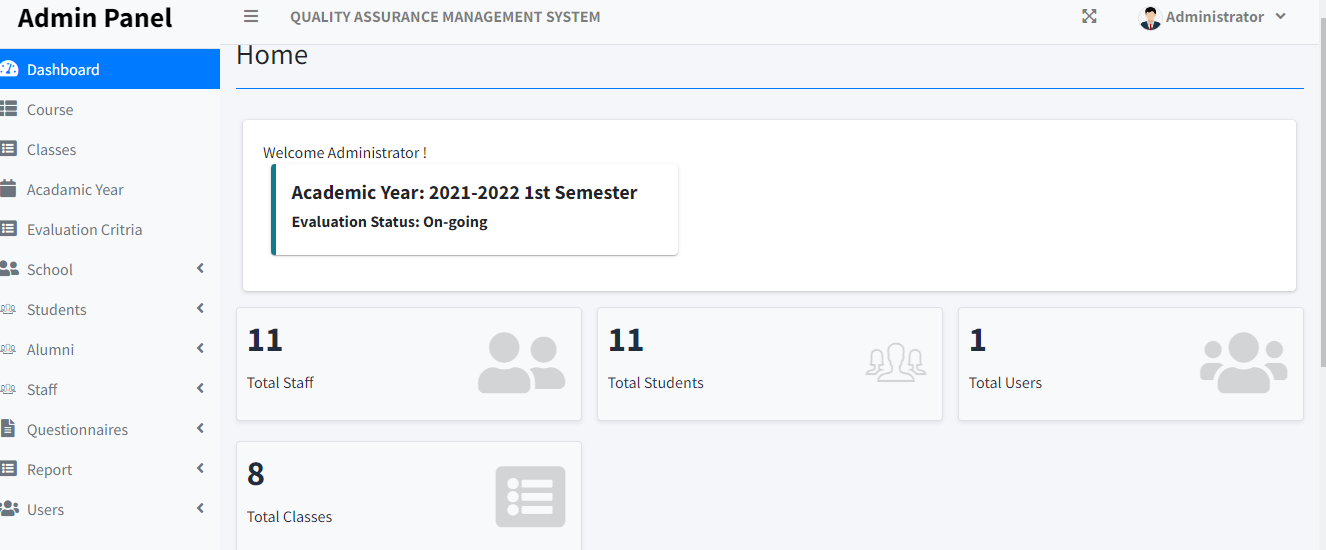 Admin Panel
QUALITY ASSURANCE MANAGEMENT SYSTEM
Administrator
Dashboard
Course
Classes
Acadamic Year
Evaluation Critria
School
Students
Alumni
Staff
Questionnaires
Report
Users
Home
Welcome Administrator !
Academic Year: 2021-2022 1st Semester
Evaluation Status: On-going
11
Total Staff
11
Total Students
1
Total Users
8
Total Classes